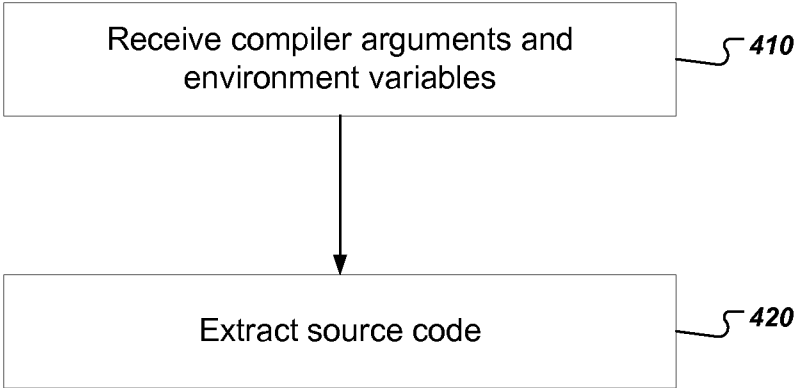 Receive compiler arguments and
environment variables
410
Extract source code
420